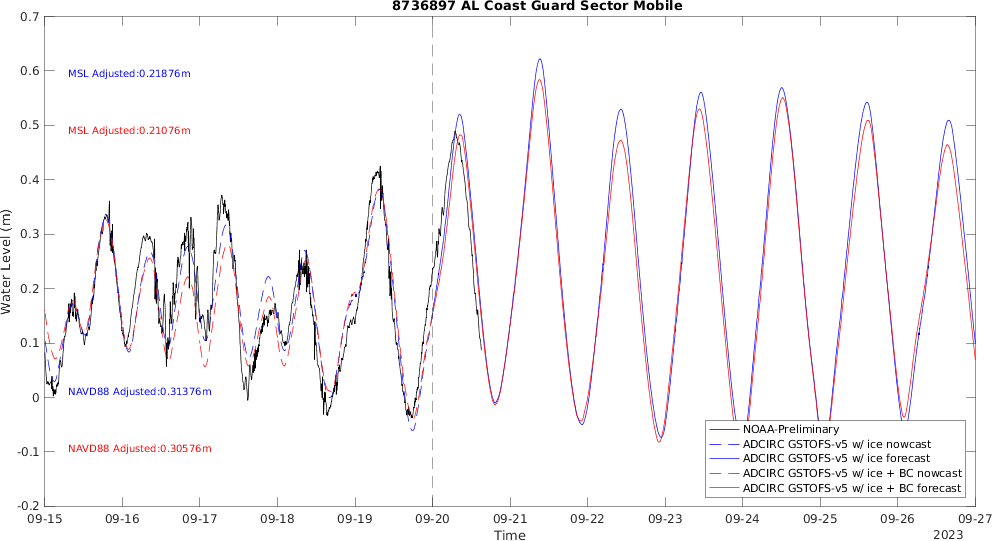 8736897 AL Coast Guard Sector Mobile
0.7
0.6
0.5
0.4
0.3
0.2
0.1
0
-0.1
-0.2
Water Level (m)
MSL Adjusted:0.21876m
MSL Adjusted:0.21076m
NAVD88 Adjusted:0.31376m
NAVD88 Adjusted:0.30576m
NOAA-Preliminary
ADCIRC GSTOFS-v5 w/ ice nowcast
ADCIRC GSTOFS-v5 w/ ice forecast
ADCIRC GSTOFS-v5 w/ ice + BC nowcast
ADCIRC GSTOFS-v5 w/ ice + BC forecast
09-15 09-16 09-17 09-18 09-19 09-20 09-21 09-22 09-23 09-24 09-25 09-26 09-27
Time
2023